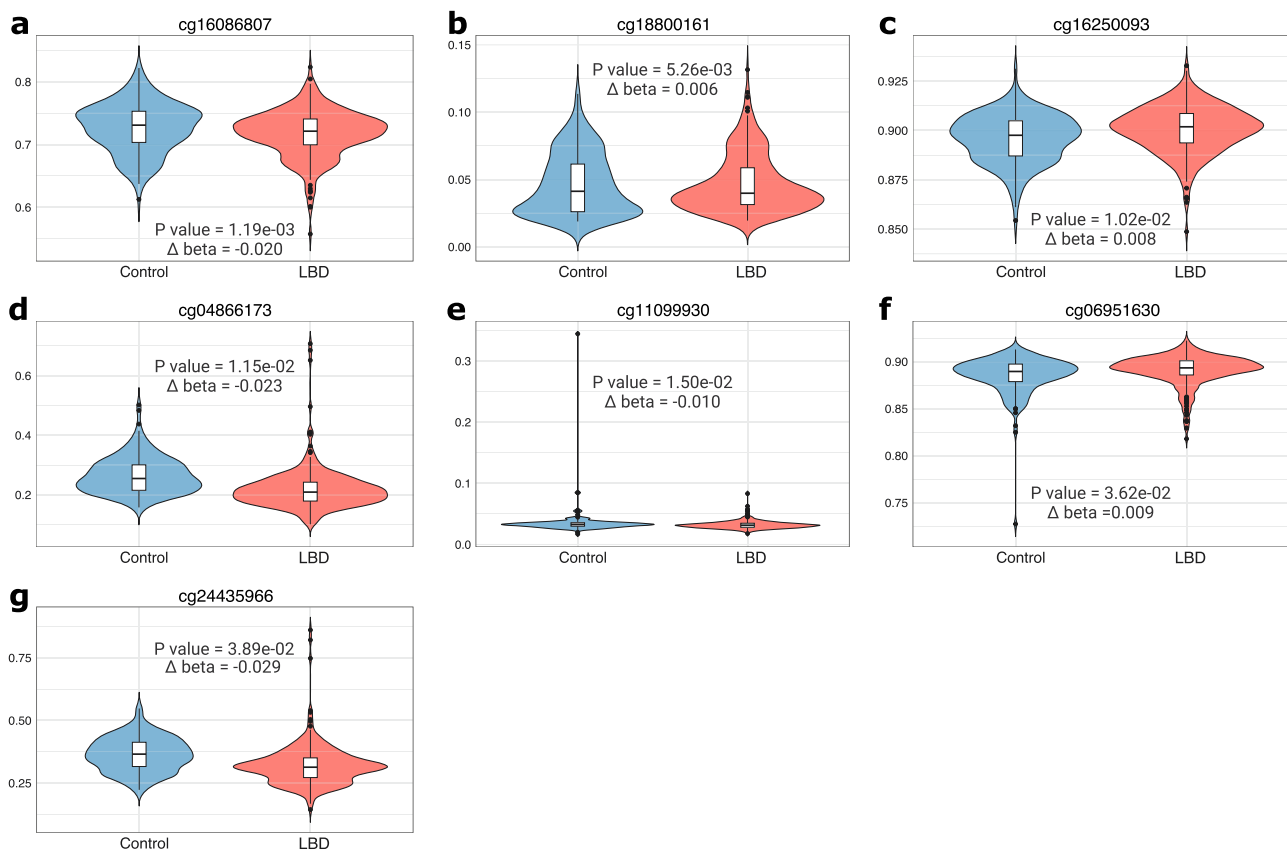 a
cg16086807
0.8
0.7
0.6
P value = 1.19e-03
Δ beta = -0.020
Control
LBD
b
cg18800161
0.15
0.10
0.05
0.00
P value = 5.26e-03
Δ beta = 0.006
Control
LBD
c
cg16250093
0.925
0.900
0.875
0.850
P value = 1.02e-02
Δ beta = 0.008
Control
LBD
d
cg04866173
0.6
0.4
0.2
P value = 1.15e-02
Δ beta = -0.023
Control
LBD
e
cg11099930
0.3
0.2
0.1
0.0
P value = 1.50e-02
Δ beta = -0.010
Control
LBD
f
cg06951630
0.90
0.85
0.80
0.75
P value = 3.62e-02
Δ beta =0.009
Control
LBD
g
cg24435966
0.75
0.50
0.25
P value = 3.89e-02
Δ beta = -0.029
Control
LBD